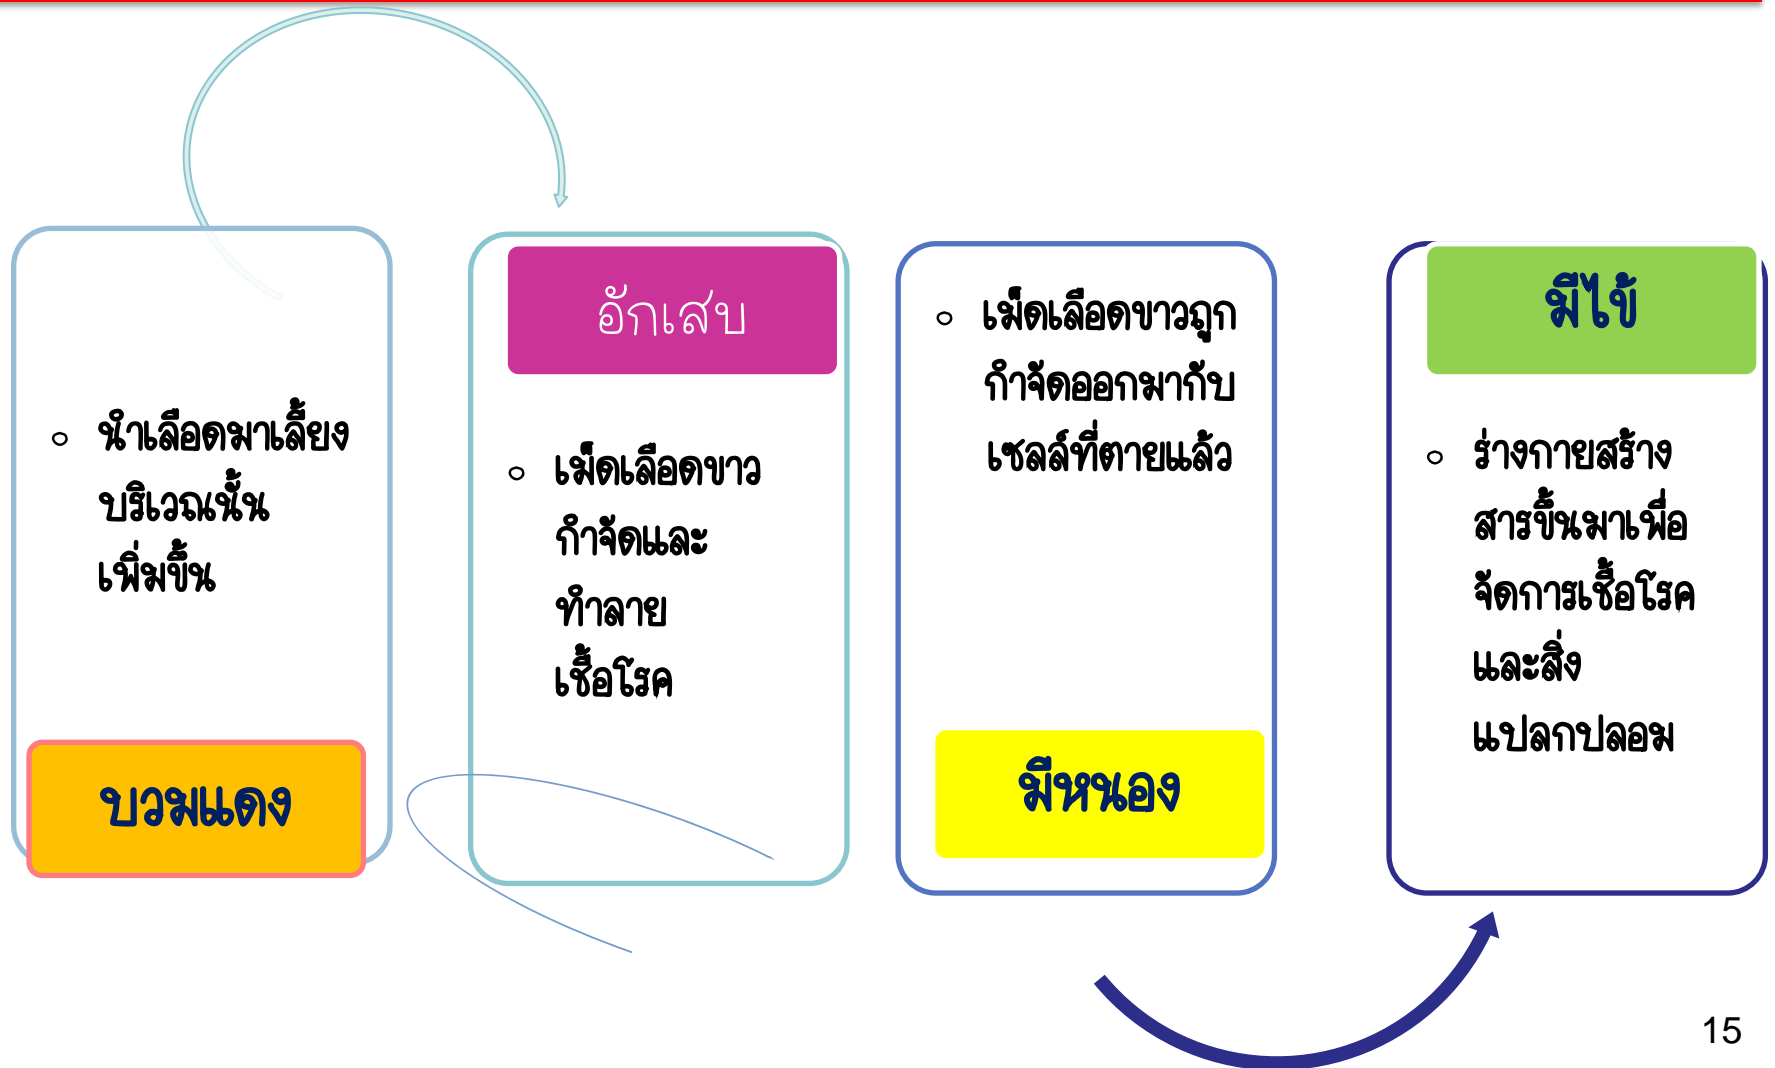 นำเลือดมาเลี้ยง
บริเวณนั้น
เพิ่มขึ้น
บวมแดง
อักเสบ
เม็ดเลือดขาว
กำจัดและ
ทำลาย
เชื้อโรค
เม็ดเลือดขาวถูก
กำจัดออกมากับ
เซลล์ที่ตายแล้ว
มีหนอง
มีไข้
ร่างกายสร้าง
สารขึ้นมาเพื่อ
จัดการเชื้อโรค
และสิ่ง
แปลกปลอม
15